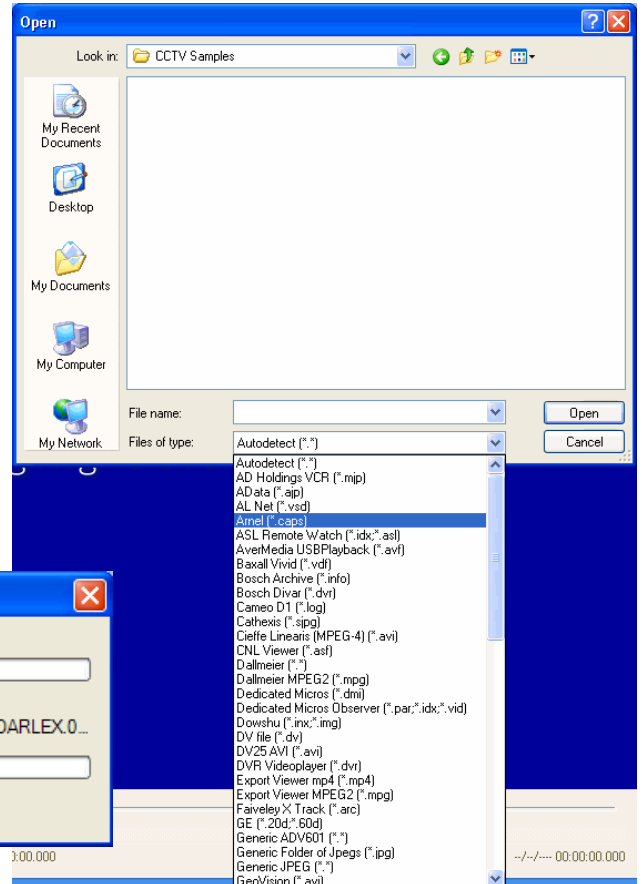 Open
Look in: CCTV Samples
My Recent
Documents
Desktop
My Documents
My Computer
My Network
File name:
Open
Files of type: Autodetect (*.*)
Cancel
Autodetect (*.*)
AD Holdings VCR (*.mjp)
AData (*.ajp)
AL Net (*.vsd)
Arnel (*.caps)
ASL Remote Watch (*.idx;*.asl)
AverMedia USBPlayback (*.avf)
Baxall Vivid (*.vdf)
Bosch Archive (*.info)
Bosch Divar (*.dvr)
Cameo D1 (*.log)
Cathexis (*.sjpg)
Cieffe Linearis (MPEG-4) (*.avi)
CNL Viewer (*.asf)
Dallmeier (*.*)
Dallmeier MPEG2 (*.mpg)
Dedicated Micros (*.dmi)
Dedicated Micros Observer (*.par;*.idx;*.vid)
Dowshu (*.inx;*.img)
DV file (*.dv)
DV25 AVI (*.avi)
DVR Videoplayer (*.dvr)
Export Viewer mp4 (*.mp4)
Export Viewer MPEG2 (*.mpg)
Faiveley X Track (*.arc)
GE (*.20d;*.60d)
Generic ADV601 (*.*)
Generic Folder of Jpegs (*.jpg)
Generic JPEG (*.*)
GeoVision (*.avi)
DARLEX.0...
0:00.000
--/--/---- 00:00:00.000